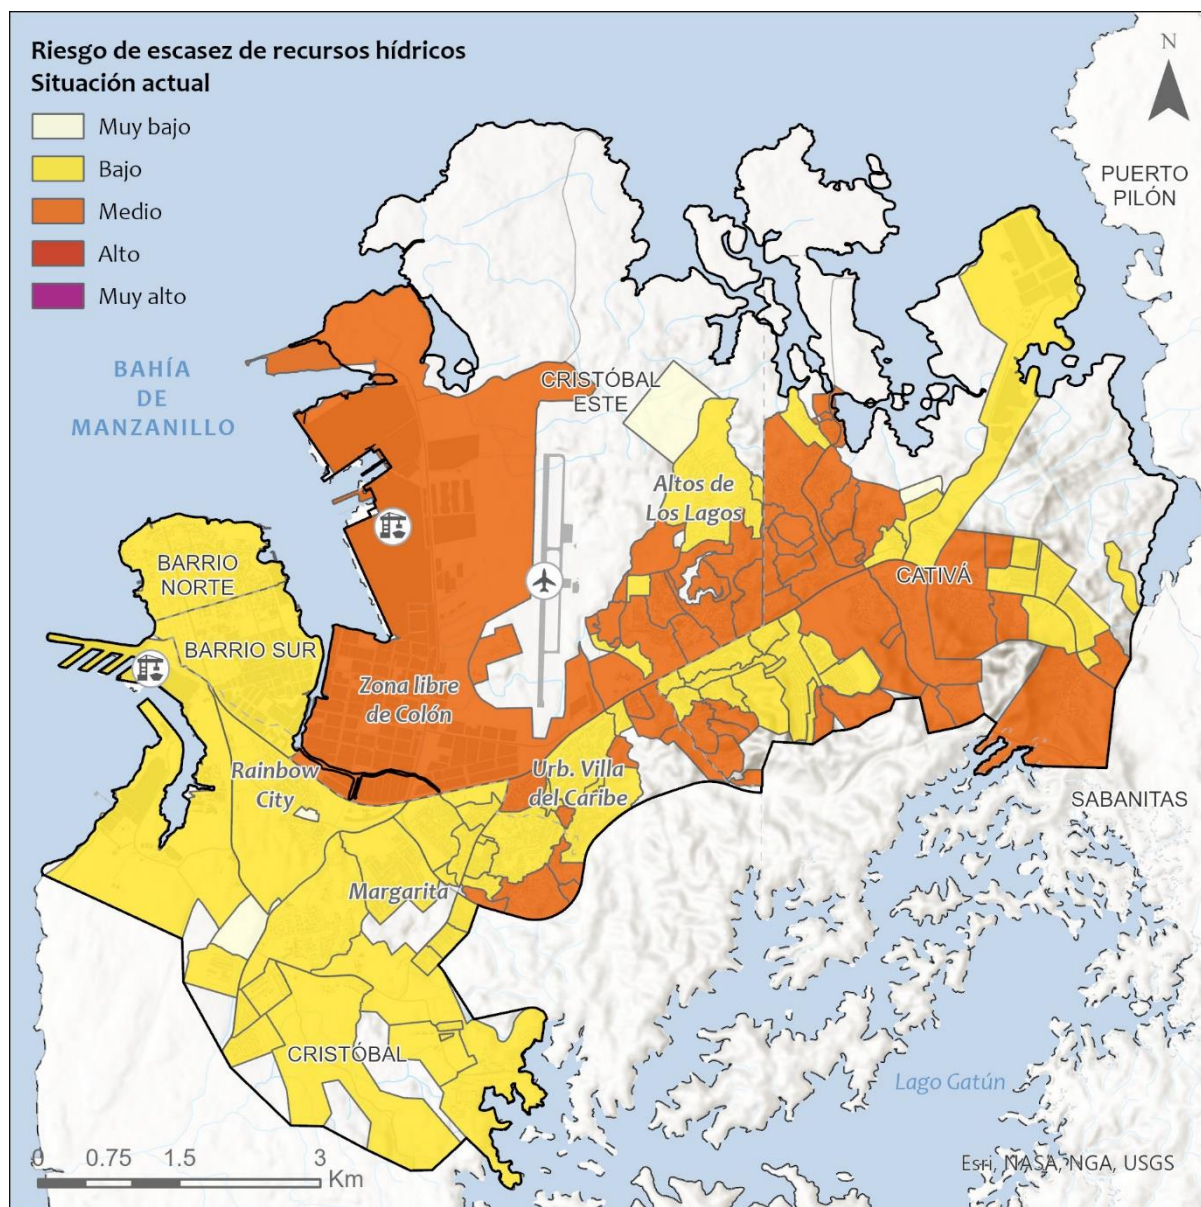 Riesgo de escasez de recursos hídricos
Situación actual
Muy bajo
Bajo
Medio
Alto
Muy alto
N
PUERTO
PILÓN
BAHÍA
DE
MANZANILLO
CRISTÓBAL
ESTE
Altos de
Los Lagos
BARRIO
NORTE
CATIVÁ
BARRIO SUR
Zona libre
de Colón
Rainbow
City
Urb. Villa
del Caribe
SABANITAS
Margarita
CRISTÓBAL
Lago Gatún
0 0.75 1.5 3
Km
Esri, NASA, NGA, USGS